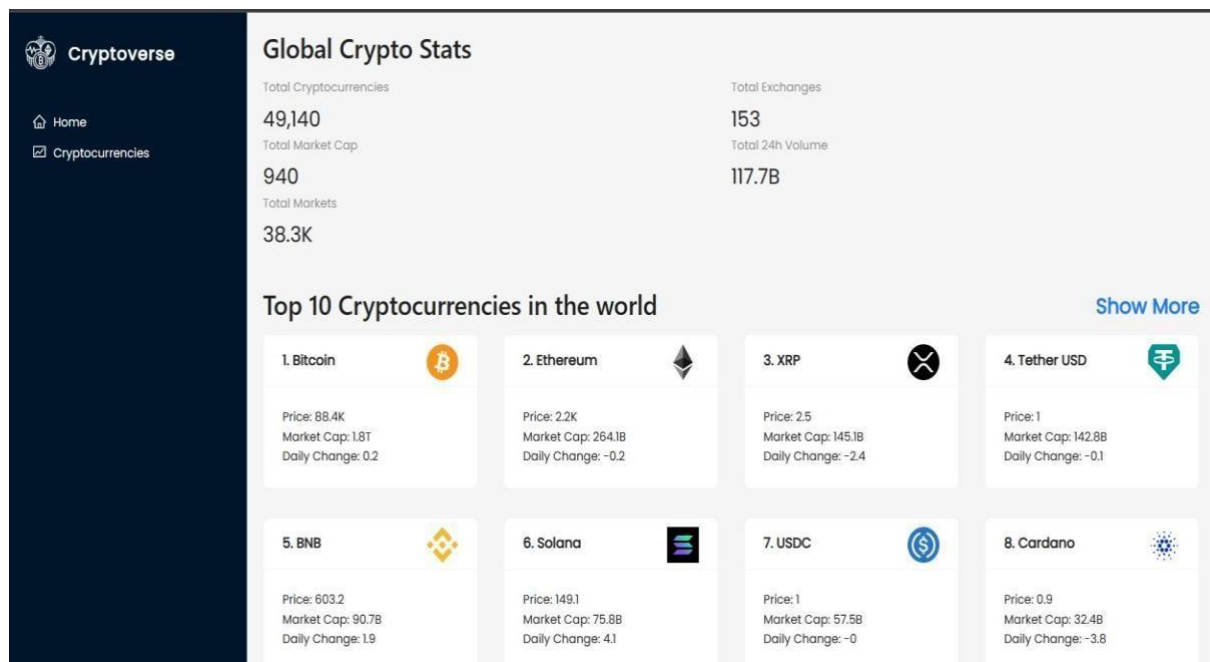 Cryptoverse
Home
Cryptocurrencies
Global Crypto Stats
Total Cryptocurrencies
49,140
Total Exchanges
153
Total Market Cap
940
Total 24h Volume
117.7B
Total Markets
38.3K
Top 10 Cryptocurrencies in the world
Show More
1. Bitcoin
Price: 88.4K
Market Cap: 1.8T
Daily Change: 0.2
2. Ethereum
Price: 2.2K
Market Cap: 264.1B
Daily Change: -0.2
3. XRP
Price: 2.5
Market Cap: 145.1B
Daily Change: -2.4
4. Tether USD
Price: 1
Market Cap: 142.8B
Daily Change: -0.1
5. BNB
Price: 603.2
Market Cap: 90.7B
Daily Change: 1.9
6. Solana
Price: 149.1
Market Cap: 75.8B
Daily Change: 4.1
7. USDC
Price: 1
Market Cap: 57.5B
Daily Change: -0
8. Cardano
Price: 0.9
Market Cap: 32.4B
Daily Change: -3.8